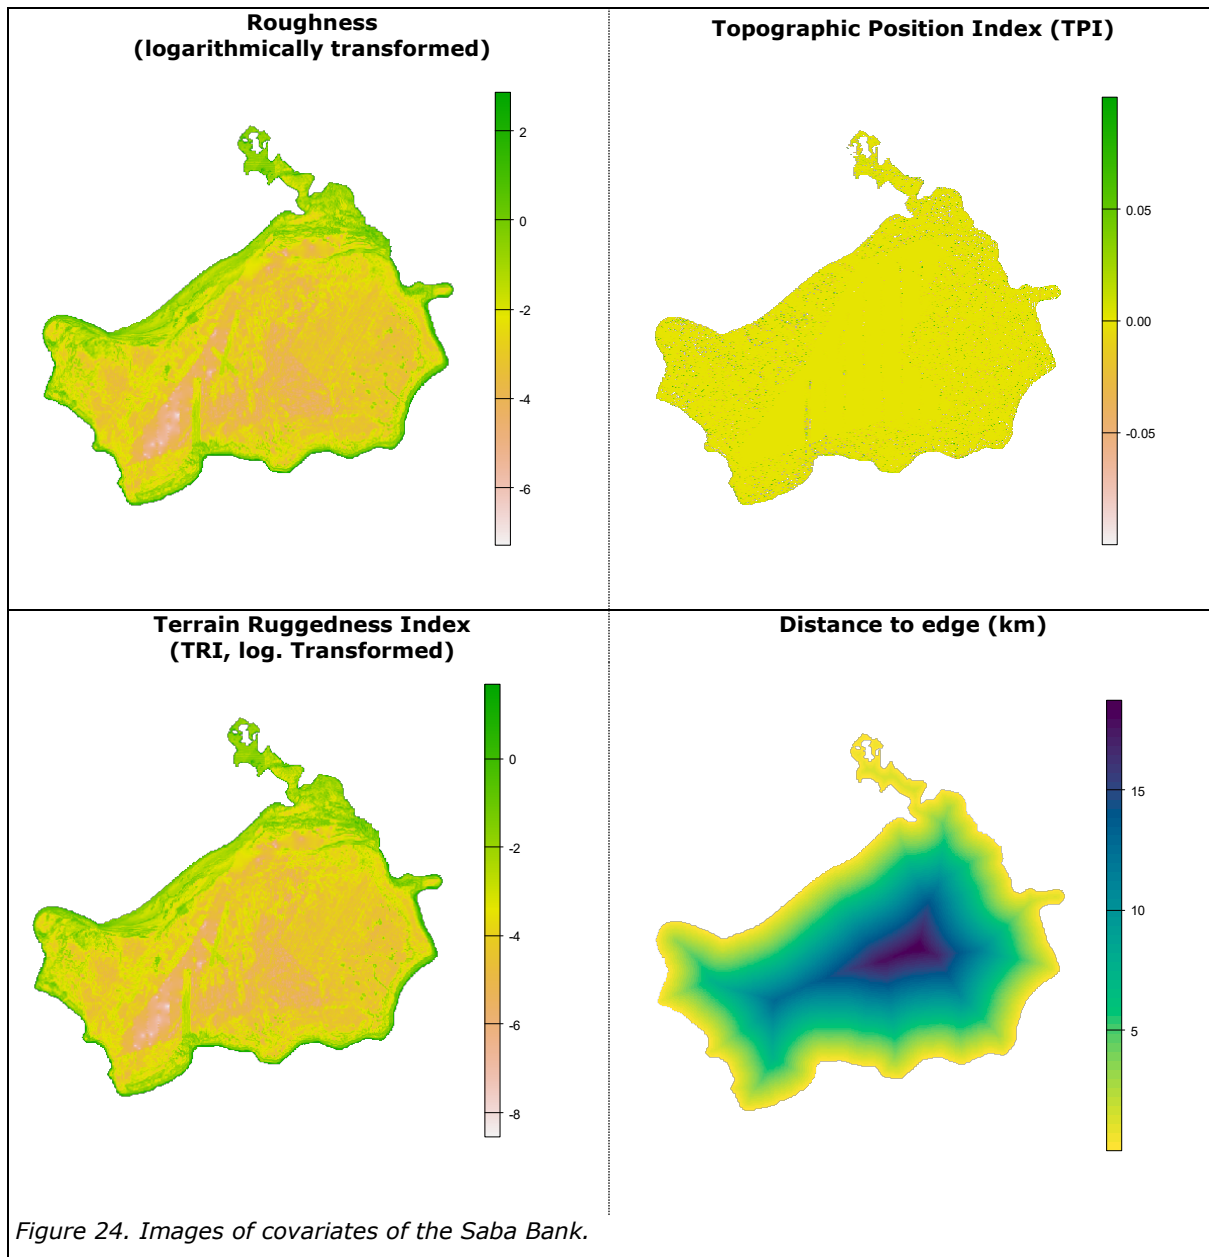 Roughness
(logarithmically transformed)
2
0
-2
-4
-6
Topographic Position Index (TPI)
0.05
0.00
-0.05
Terrain Ruggedness Index
(TRI, log. Transformed)
0
-2
-4
-6
-8
Distance to edge (km)
15
10
5
Figure 24. Images of covariates of the Saba Bank.